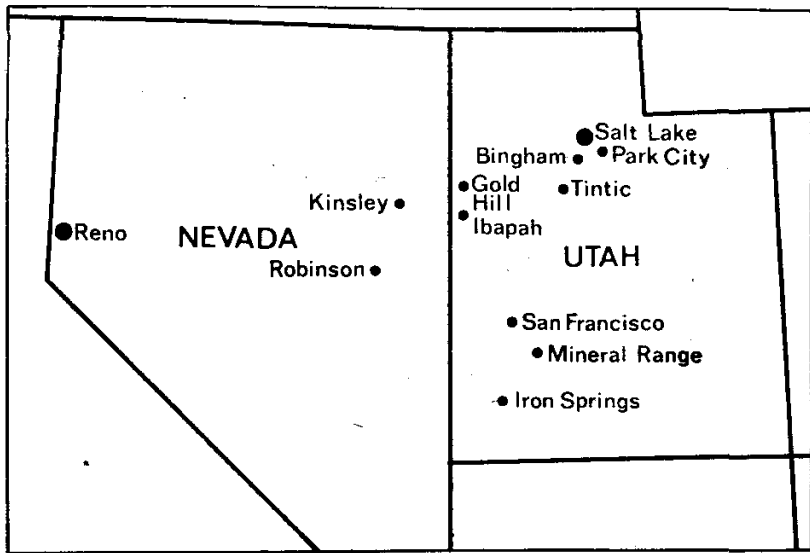 Salt Lake
Bingham
Park City
Gold
Hill
Tintic
Kinsley
Ibapah
Reno
NEVADA
UTAH
Robinson
San Francisco
Mineral Range
Iron Springs